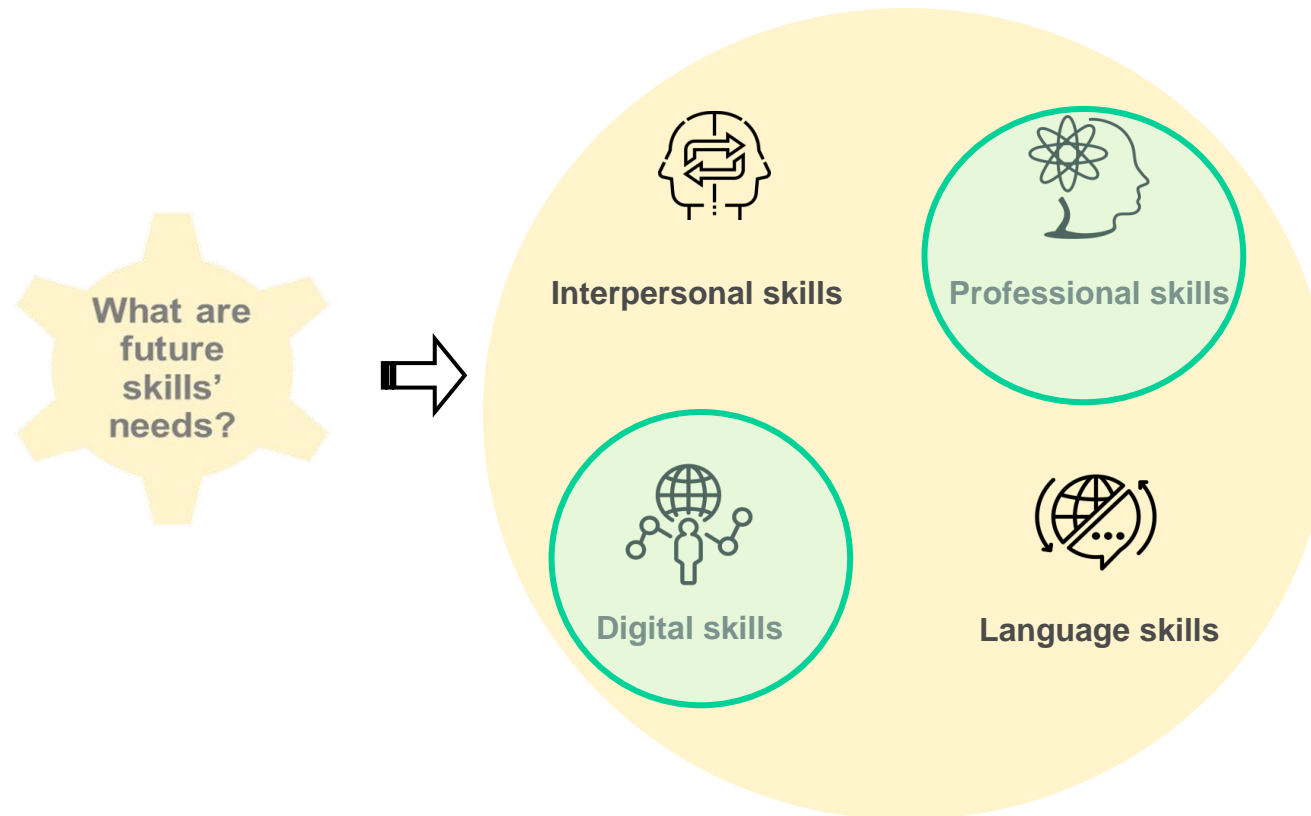 What are
future
skills’
needs?
Interpersonal skills
Professional skills
Digital skills
Language skills